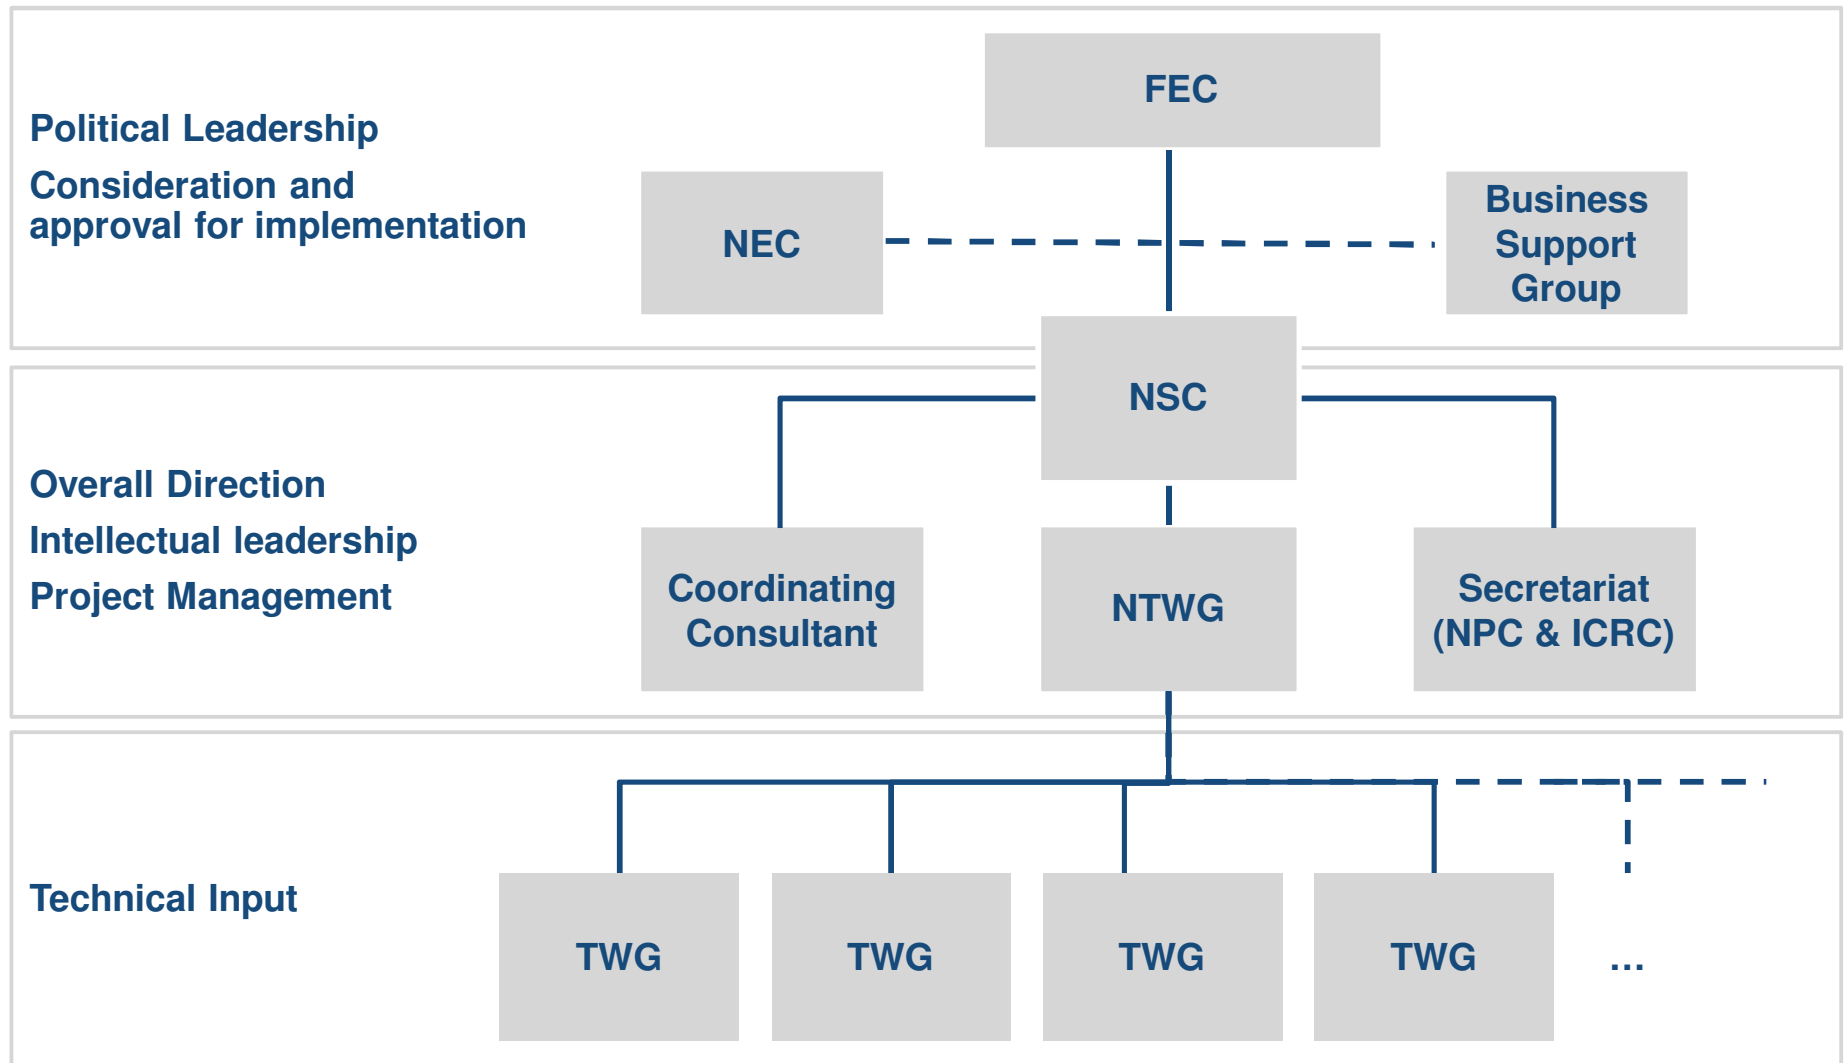 Political Leadership
Consideration and
approval for implementation
FEC
NEC
Business
Support
Group
Overall Direction
Intellectual leadership
Project Management
NSC
Coordinating
Consultant
NTWG
Secretariat
(NPC & ICRC)
Technical Input
TWG
TWG
TWG
TWG
...